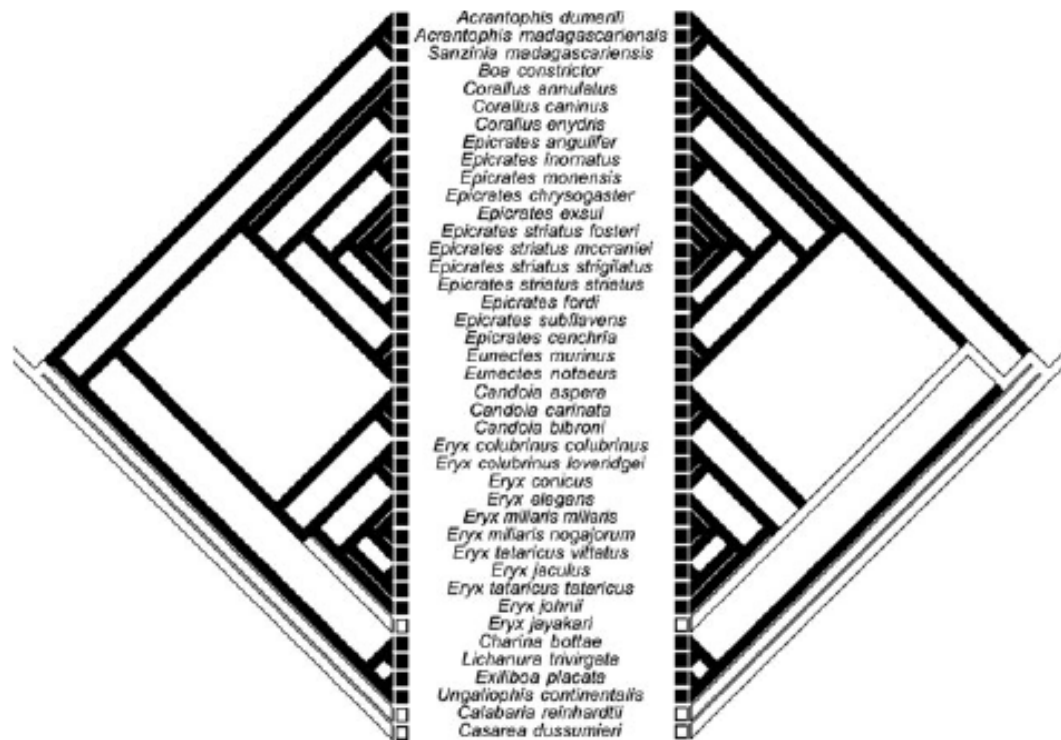 Acrantophis dumerili
Acrantophis madagascariensis
Sanzinia madagascariensis
Boa constrictor
Corallus annulatus
Corallus caninus
Corallus enydris
Epicrates angulifer
Epicrates inornatus
Epicrates monensis
Epicrates chrysogaster
Epicrates exsul
Epicrates striatus fosteri
Epicrates striatus mccraniei
Epicrates striatus strigilatus
Epicrates striatus striatus
Epicrates fordi
Epicrates subflavens
Epicrates cenchria
Eunectes murinus
Eunectes notaeus
Candoia aspera
Candoia carinata
Candoia bibroni
Eryx colubrinus colubrinus
Eryx colubrinus loveridgei
Eryx conicus
Eryx elegans
Eryx miliaris miliaris
Eryx miliaris nogajorum
Eryx tataricus vittatus
Eryx jaculus
Eryx tataricus tataricus
Eryx johnii
Eryx jayakari
Charina bottae
Lichanura trivirgata
Exiliboa placata
Ungaliophis continentalis
Calabaria reinhardtii
Casarea dussumieri